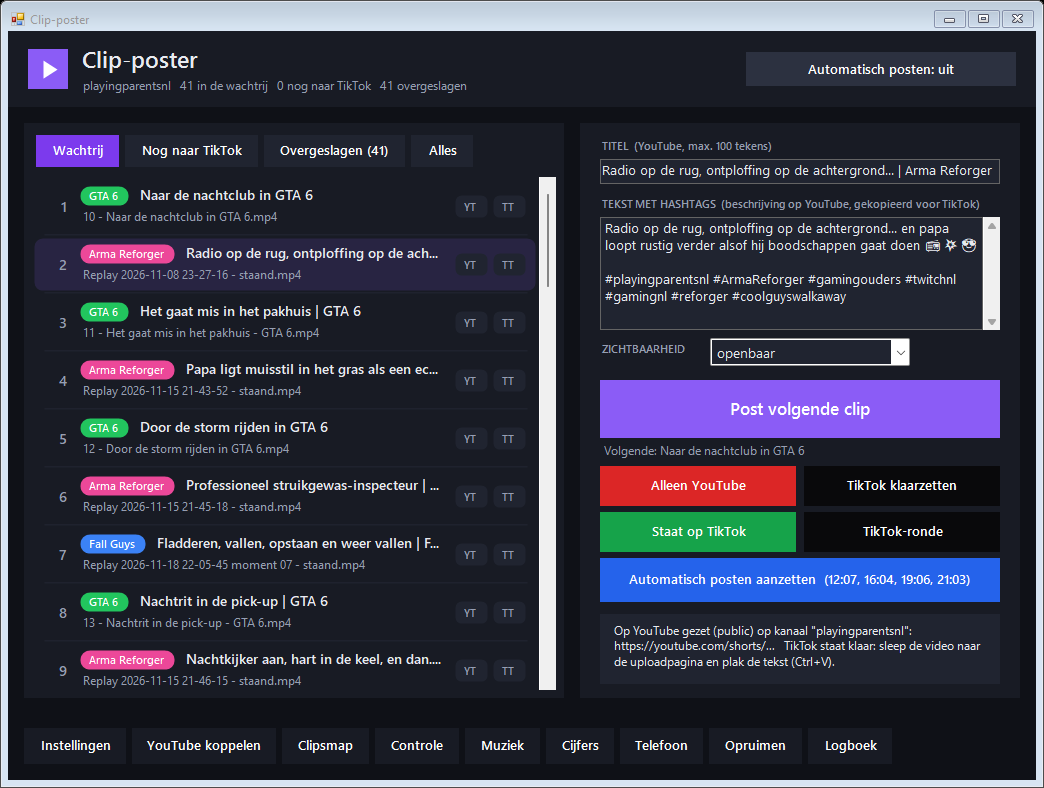 Clip-poster
Clip-poster
playingparentsnl 41 in de wachtrij 0 nog naar TikTok 41 overgeslagen
Automatisch posten: uit
Wachtrij
Nog naar TikTok
Overgeslagen (41)
Alles
1
GTA 6 Naar de nachtclub in GTA 6
10 - Naar de nachtclub in GTA 6.mp4
YT TT
2
Arma Reforger Radio op de rug, ontploffing op de ach...
Replay 2026-11-08 23-27-16 - staand.mp4
YT TT
3
GTA 6 Het gaat mis in het pakhuis | GTA 6
11 - Het gaat mis in het pakhuis - GTA 6.mp4
YT TT
4
Arma Reforger Papa ligt muisstil in het gras als een ec...
Replay 2026-11-15 21-43-52 - staand.mp4
YT TT
5
GTA 6 Door de storm rijden in GTA 6
12 - Door de storm rijden in GTA 6.mp4
YT TT
6
Arma Reforger Professioneel struikgewas-inspecteur | ...
Replay 2026-11-15 21-45-18 - staand.mp4
YT TT
7
Fall Guys Fladderen, vallen, opstaan en weer vallen | F...
Replay 2026-11-18 22-05-45 moment 07 - staand.mp4
YT TT
8
GTA 6 Nachtrit in de pick-up | GTA 6
13 - Nachtrit in de pick-up - GTA 6.mp4
YT TT
9
Arma Reforger Nachtkijker aan, hart in de keel, en dan....
Replay 2026-11-15 21-46-15 - staand.mp4
YT TT
TITEL (YouTube, max. 100 tekens)
Radio op de rug, ontploffing op de achtergrond... | Arma Reforger
TEKST MET HASHTAGS (beschrijving op YouTube, gekopieerd voor TikTok)
Radio op de rug, ontploffing op de achtergrond... en papa
loopt rustig verder alsof hij boodschappen gaat doen 📻 💥 😎
#playingparentsnl #ArmaReforger #gamingouders #twitchnl
#gamingnl #reforger #coolguyswalkaway
ZICHTBAARHEID
openbaar
Post volgende clip
Volgende: Naar de nachtclub in GTA 6
Alleen YouTube
TikTok klaarzetten
Staat op TikTok
TikTok-ronde
Automatisch posten aanzetten (12:07, 16:04, 19:06, 21:03)
Op YouTube gezet (public) op kanaal "playingparentsnl":
https://youtube.com/shorts/... TikTok staat klaar: sleep de video naar
de uploadpagina en plak de tekst (Ctrl+V).
Instellingen
YouTube koppelen
Clipsmap
Controle
Muziek
Cijfers
Telefoon
Opruimen
Logboek